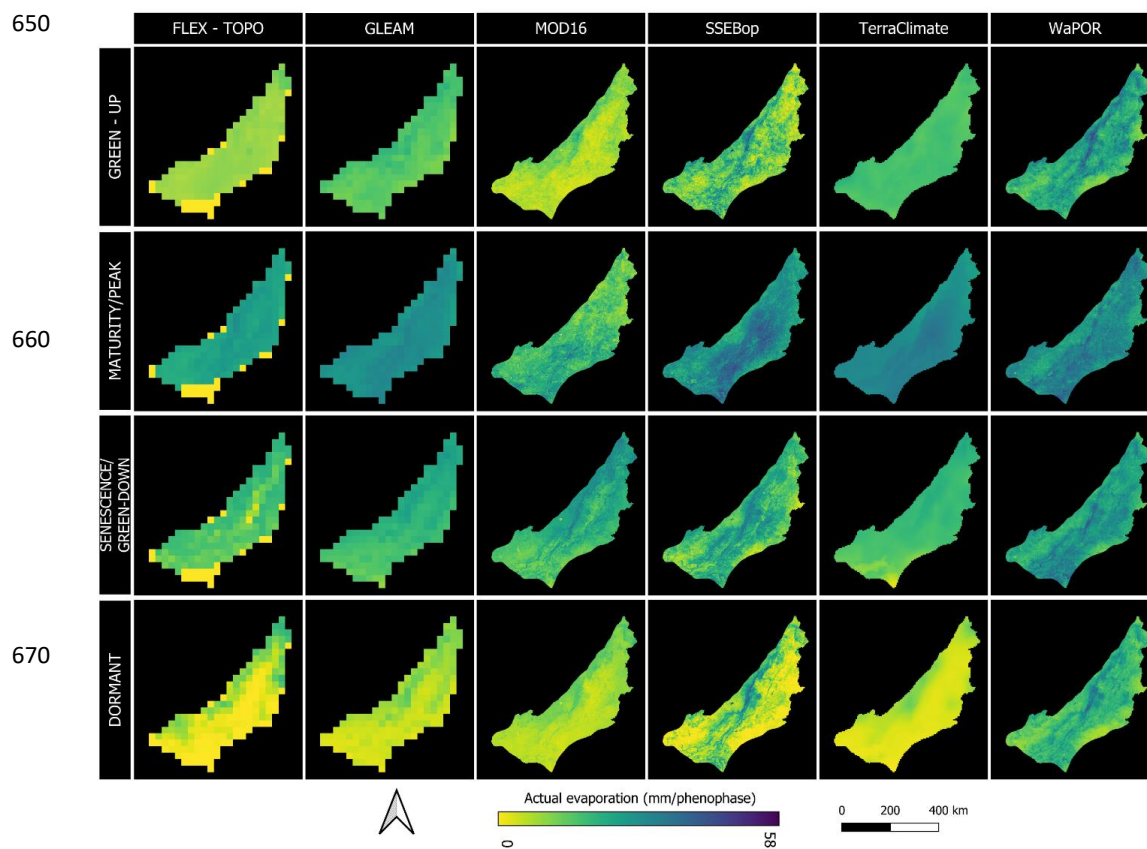 650
FLEX - TOPO GLEAM MOD16 SSEBop TerraClimate WaPOR
GREEN - UP
MATURITY/PEAK
660
SENESCENCE/
GREEN-DOWN
DORMANT
670
Actual evaporation (mm/phenophase)
0 58
0 200 400 km